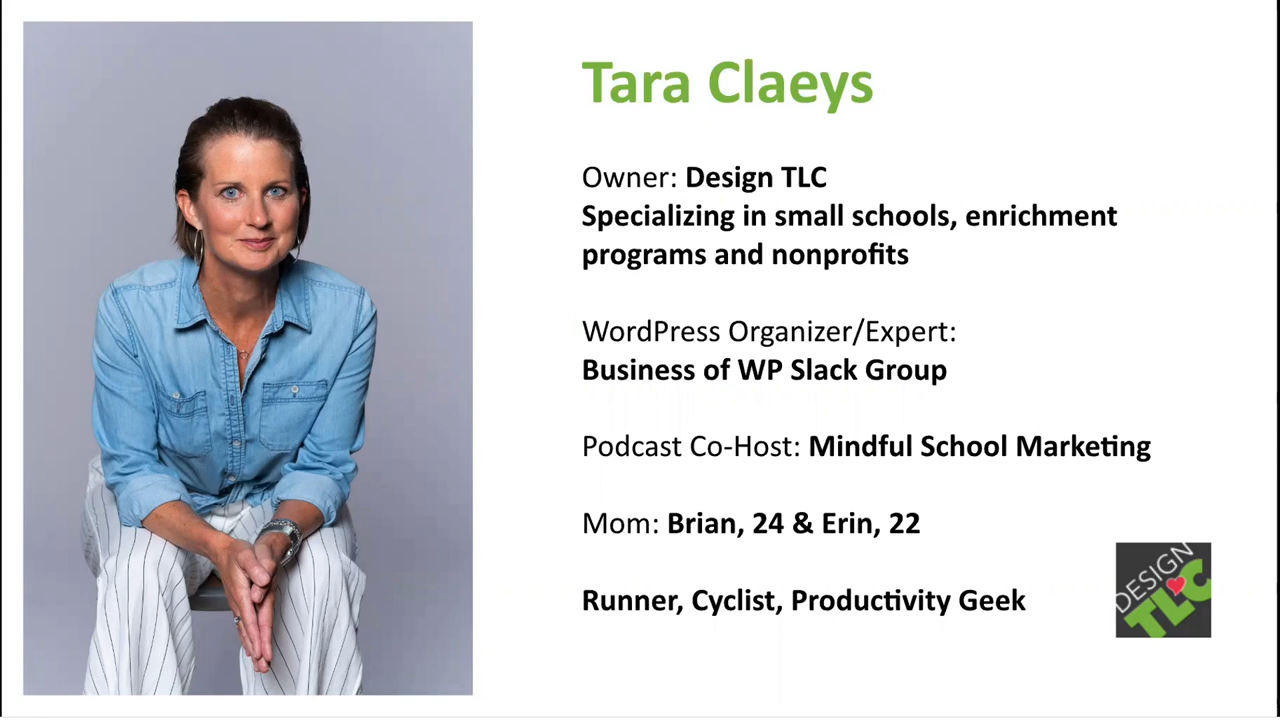 Tara Claeys
Owner: Design TLC
Specializing in small schools, enrichment
programs and nonprofits
WordPress Organizer/Expert:
Business of WP Slack Group
Podcast Co-Host: Mindful School Marketing
Mom: Brian, 24 & Erin, 22
Runner, Cyclist, Productivity Geek
DESIGN
TLC